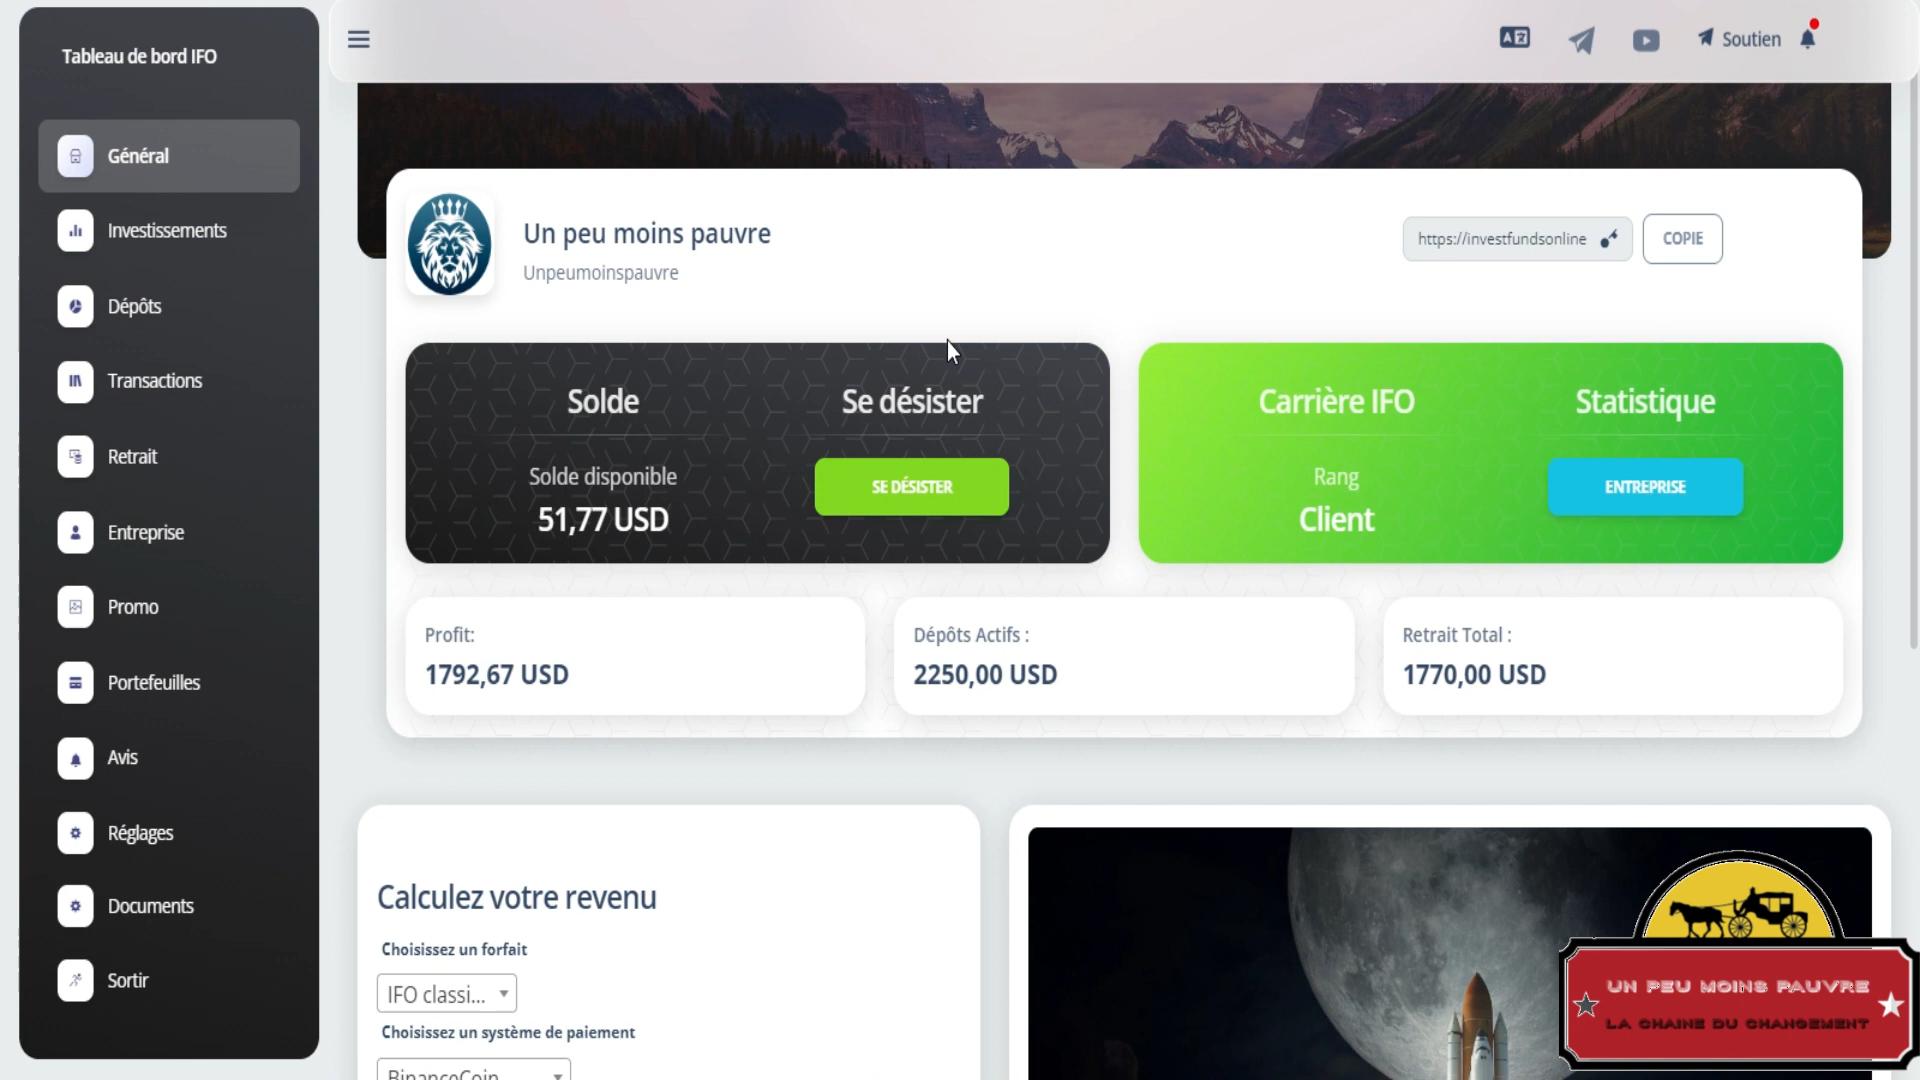 Tableau de bord IFO
Général
Investissements
Dépôts
Transactions
Retrait
Entreprise
Promo
Portefeuilles
Avis
Réglages
Documents
Sortir
Soutien
Un peu moins pauvre
Unpeumoinspauvre
https://investfundsonline
COPIE
Solde
Se désister
Solde disponible
51,77 USD
SE DÉSISTER
Carrière IFO
Statistique
Rang
Client
ENTREPRISE
Profit:
1792,67 USD
Dépôts Actifs :
2250,00 USD
Retrait Total :
1770,00 USD
Calculez votre revenu
Choisissez un forfait
IFO classi...
Choisissez un système de paiement
BinanceCoin
UN PEU MOINS PAUVRE
LA CHAINE DU CHANGEMENT